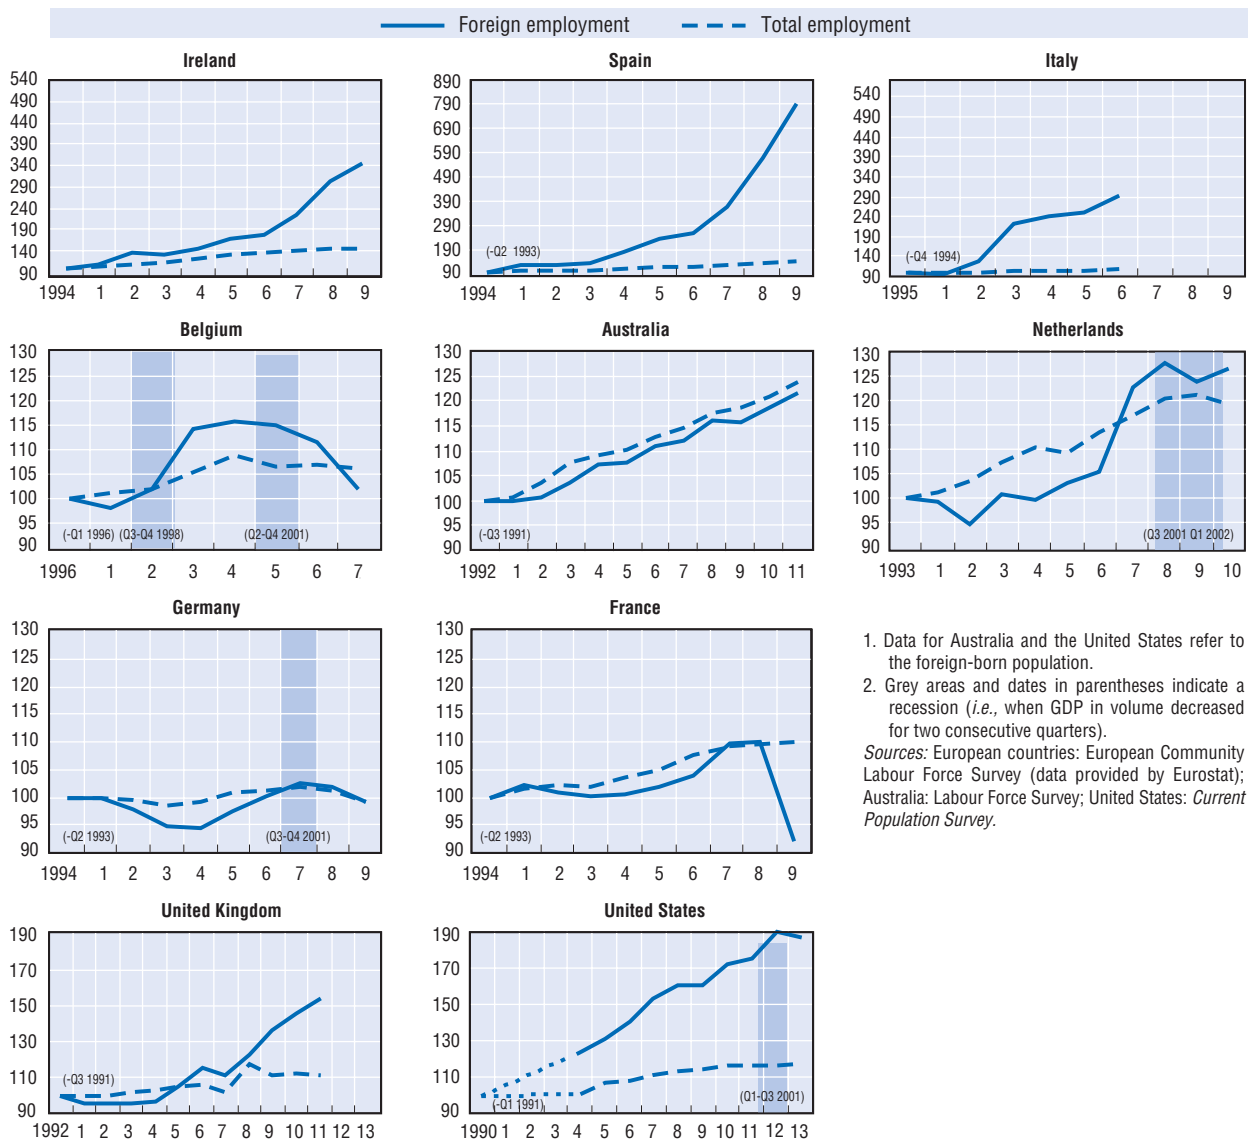 Foreign employment Total employment
Ireland
540
490
440
390
340
290
240
190
140
90
1994 1 2 3 4 5 6 7 8 9
Spain
890
790
690
590
490
390
290
190
90
(-Q2 1993)
1994 1 2 3 4 5 6 7 8 9
Italy
540
490
440
390
340
290
240
190
140
90
(-Q4 1994)
1995 1 2 3 4 5 6 7 8 9
Belgium
130
125
120
115
110
105
100
95
90
(-Q1 1996) (Q3-Q4 1998) (Q2-Q4 2001)
1996 1 2 3 4 5 6 7
Australia
130
125
120
115
110
105
100
95
90
(-Q3 1991)
1992 1 2 3 4 5 6 7 8 9 10 11
Netherlands
130
125
120
115
110
105
100
95
90
(Q3 2001 Q1 2002)
1993 1 2 3 4 5 6 7 8 9 10
Germany
130
125
120
115
110
105
100
95
90
(-Q2 1993) (Q3-Q4 2001)
1994 1 2 3 4 5 6 7 8 9
France
130
125
120
115
110
105
100
95
90
(-Q2 1993)
1994 1 2 3 4 5 6 7 8 9
1. Data for Australia and the United States refer to
the foreign-born population.
2. Grey areas and dates in parentheses indicate a
recession (i.e., when GDP in volume decreased
for two consecutive quarters).
Sources: European countries: European Community
Labour Force Survey (data provided by Eurostat);
Australia: Labour Force Survey; United States: Current
Population Survey.
United Kingdom
190
170
150
130
110
90
(-Q3 1991)
1992 1 2 3 4 5 6 7 8 9 10 11 12 13
United States
190
170
150
130
110
90
(-Q1 1991) (Q1-Q3 2001)
1990 1 2 3 4 5 6 7 8 9 10 11 12 13